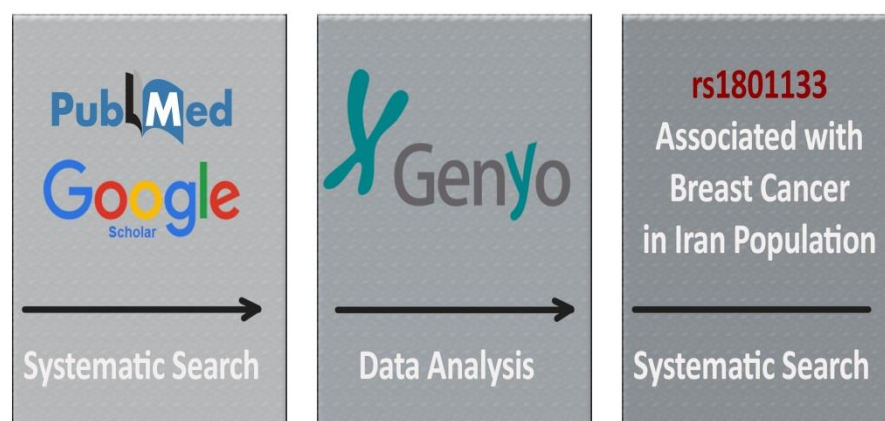 PubMed
Google
Scholar
Systematic Search
Genyo
Data Analysis
rs1801133
Associated with
Breast Cancer
in Iran Population
Systematic Search